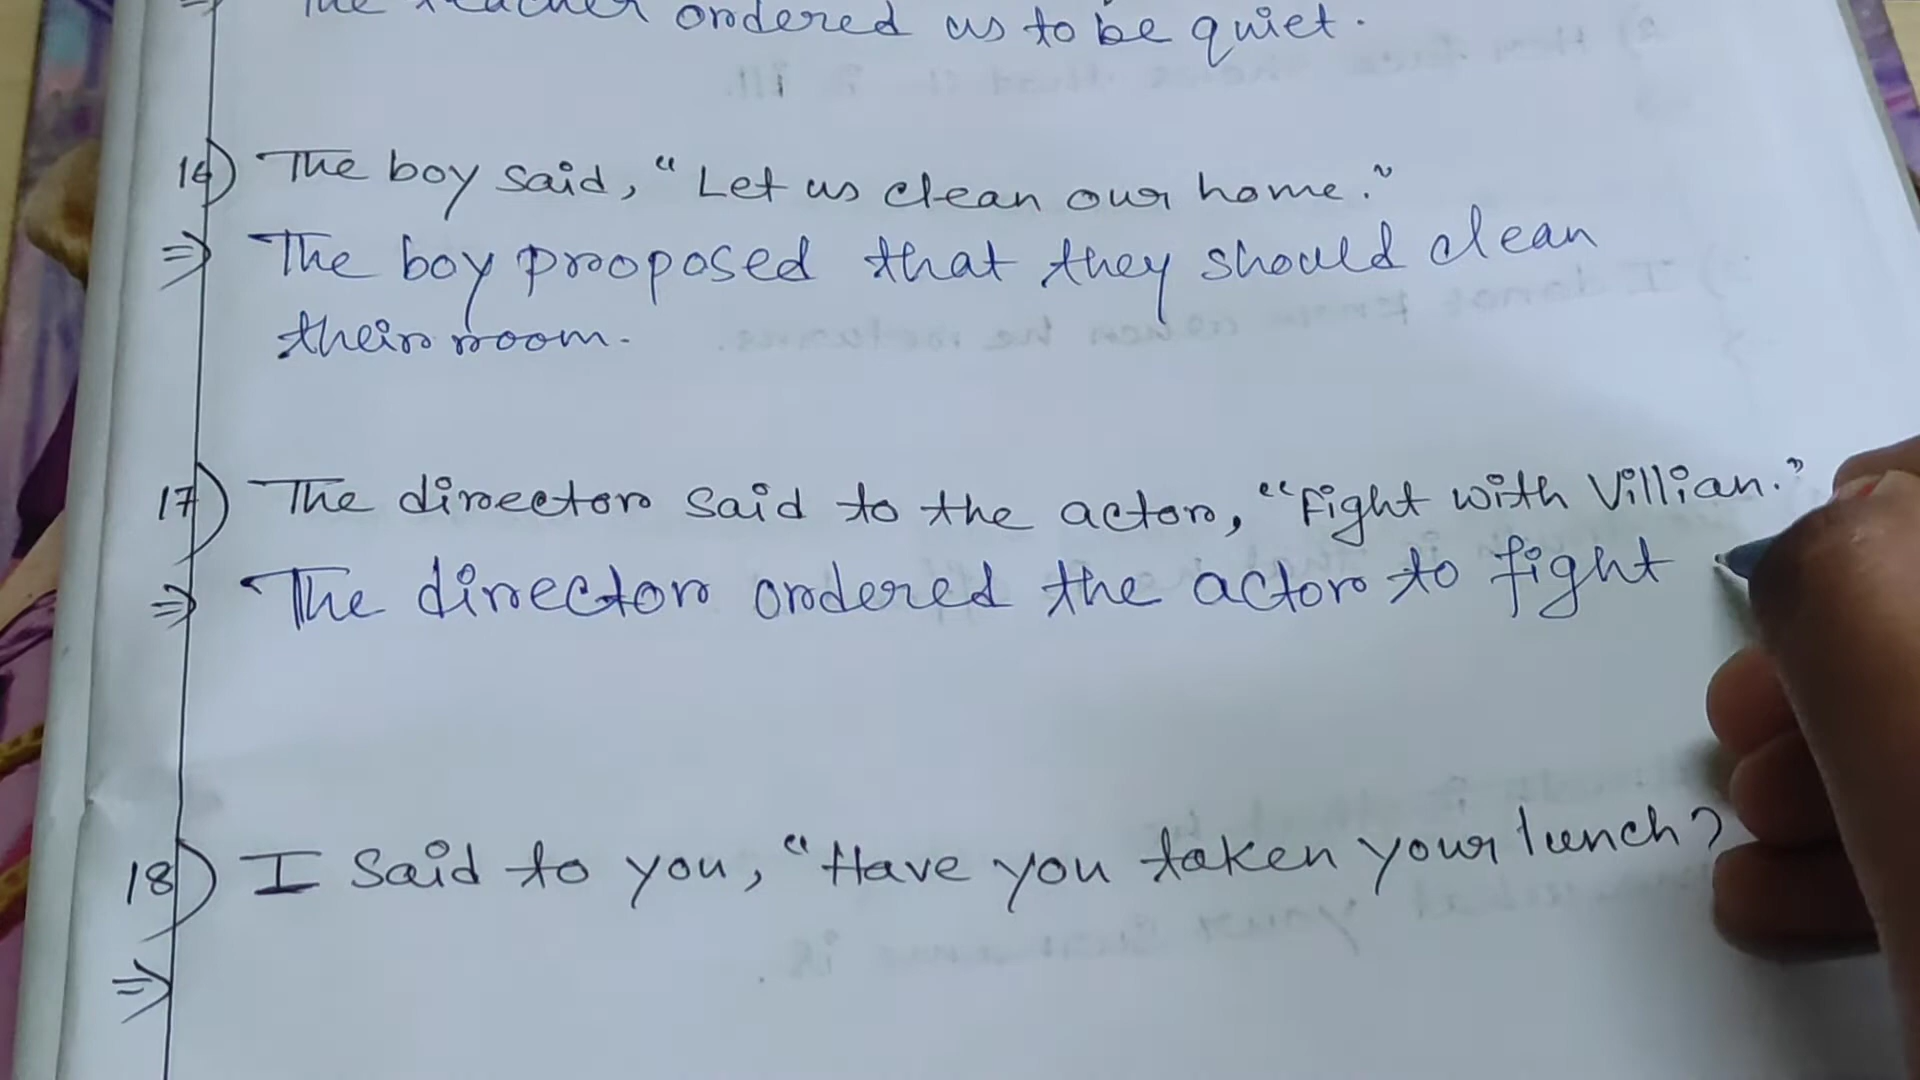 The teacher ordered us to be quiet.
16) The boy said, "Let us clean our home."
⇒ The boy proposed that they should clean
their room.
17) The director said to the actor, "Fight with Villian."
⇒ The director ordered the actor to fight
18) I said to you, "Have you taken your lunch?
⇒